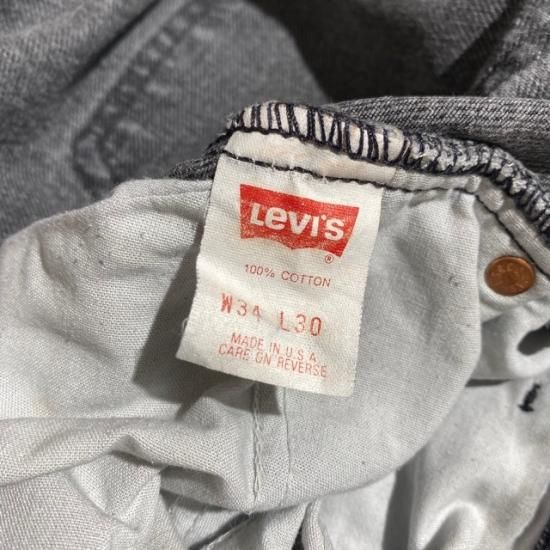 Levi's
®
100% COTTON
W34 L30
MADE IN U.S.A
CARE ON REVERSE